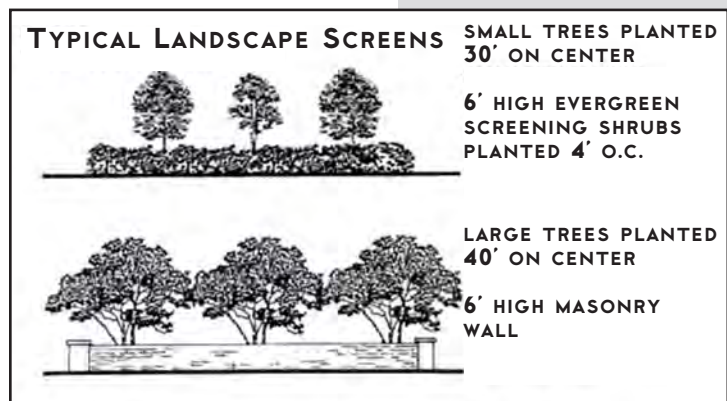 TYPICAL LANDSCAPE SCREENS
SMALL TREES PLANTED
30' ON CENTER
6' HIGH EVERGREEN
SCREENING SHRUBS
PLANTED 4' O.C.
LARGE TREES PLANTED
40' ON CENTER
6' HIGH MASONRY
WALL